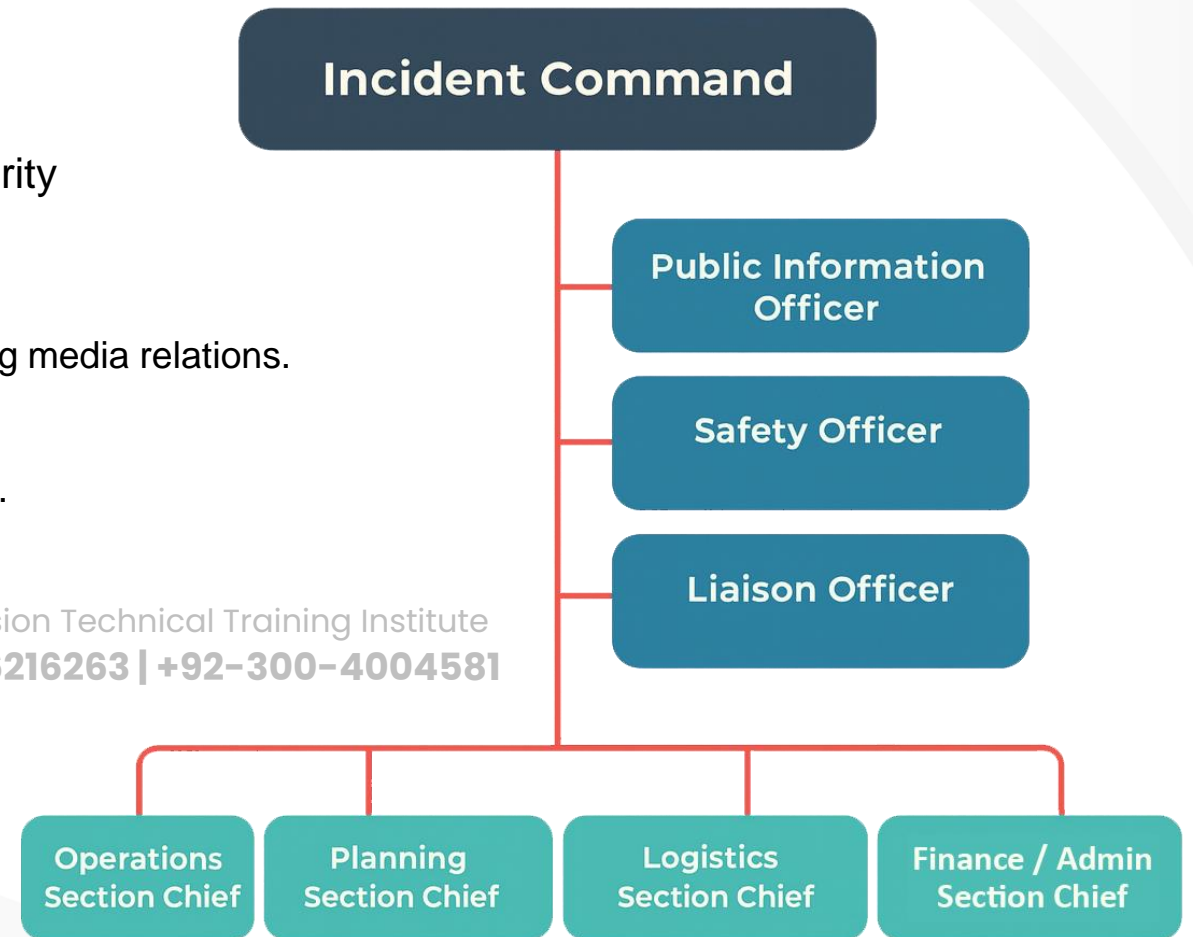 Incident Command
rity
Public Information
Officer
g media relations.
Safety Officer
.
Liaison Officer
sion Technical Training Institute
6216263 | +92-300-4004581
Operations
Section Chief
Planning
Section Chief
Logistics
Section Chief
Finance / Admin
Section Chief